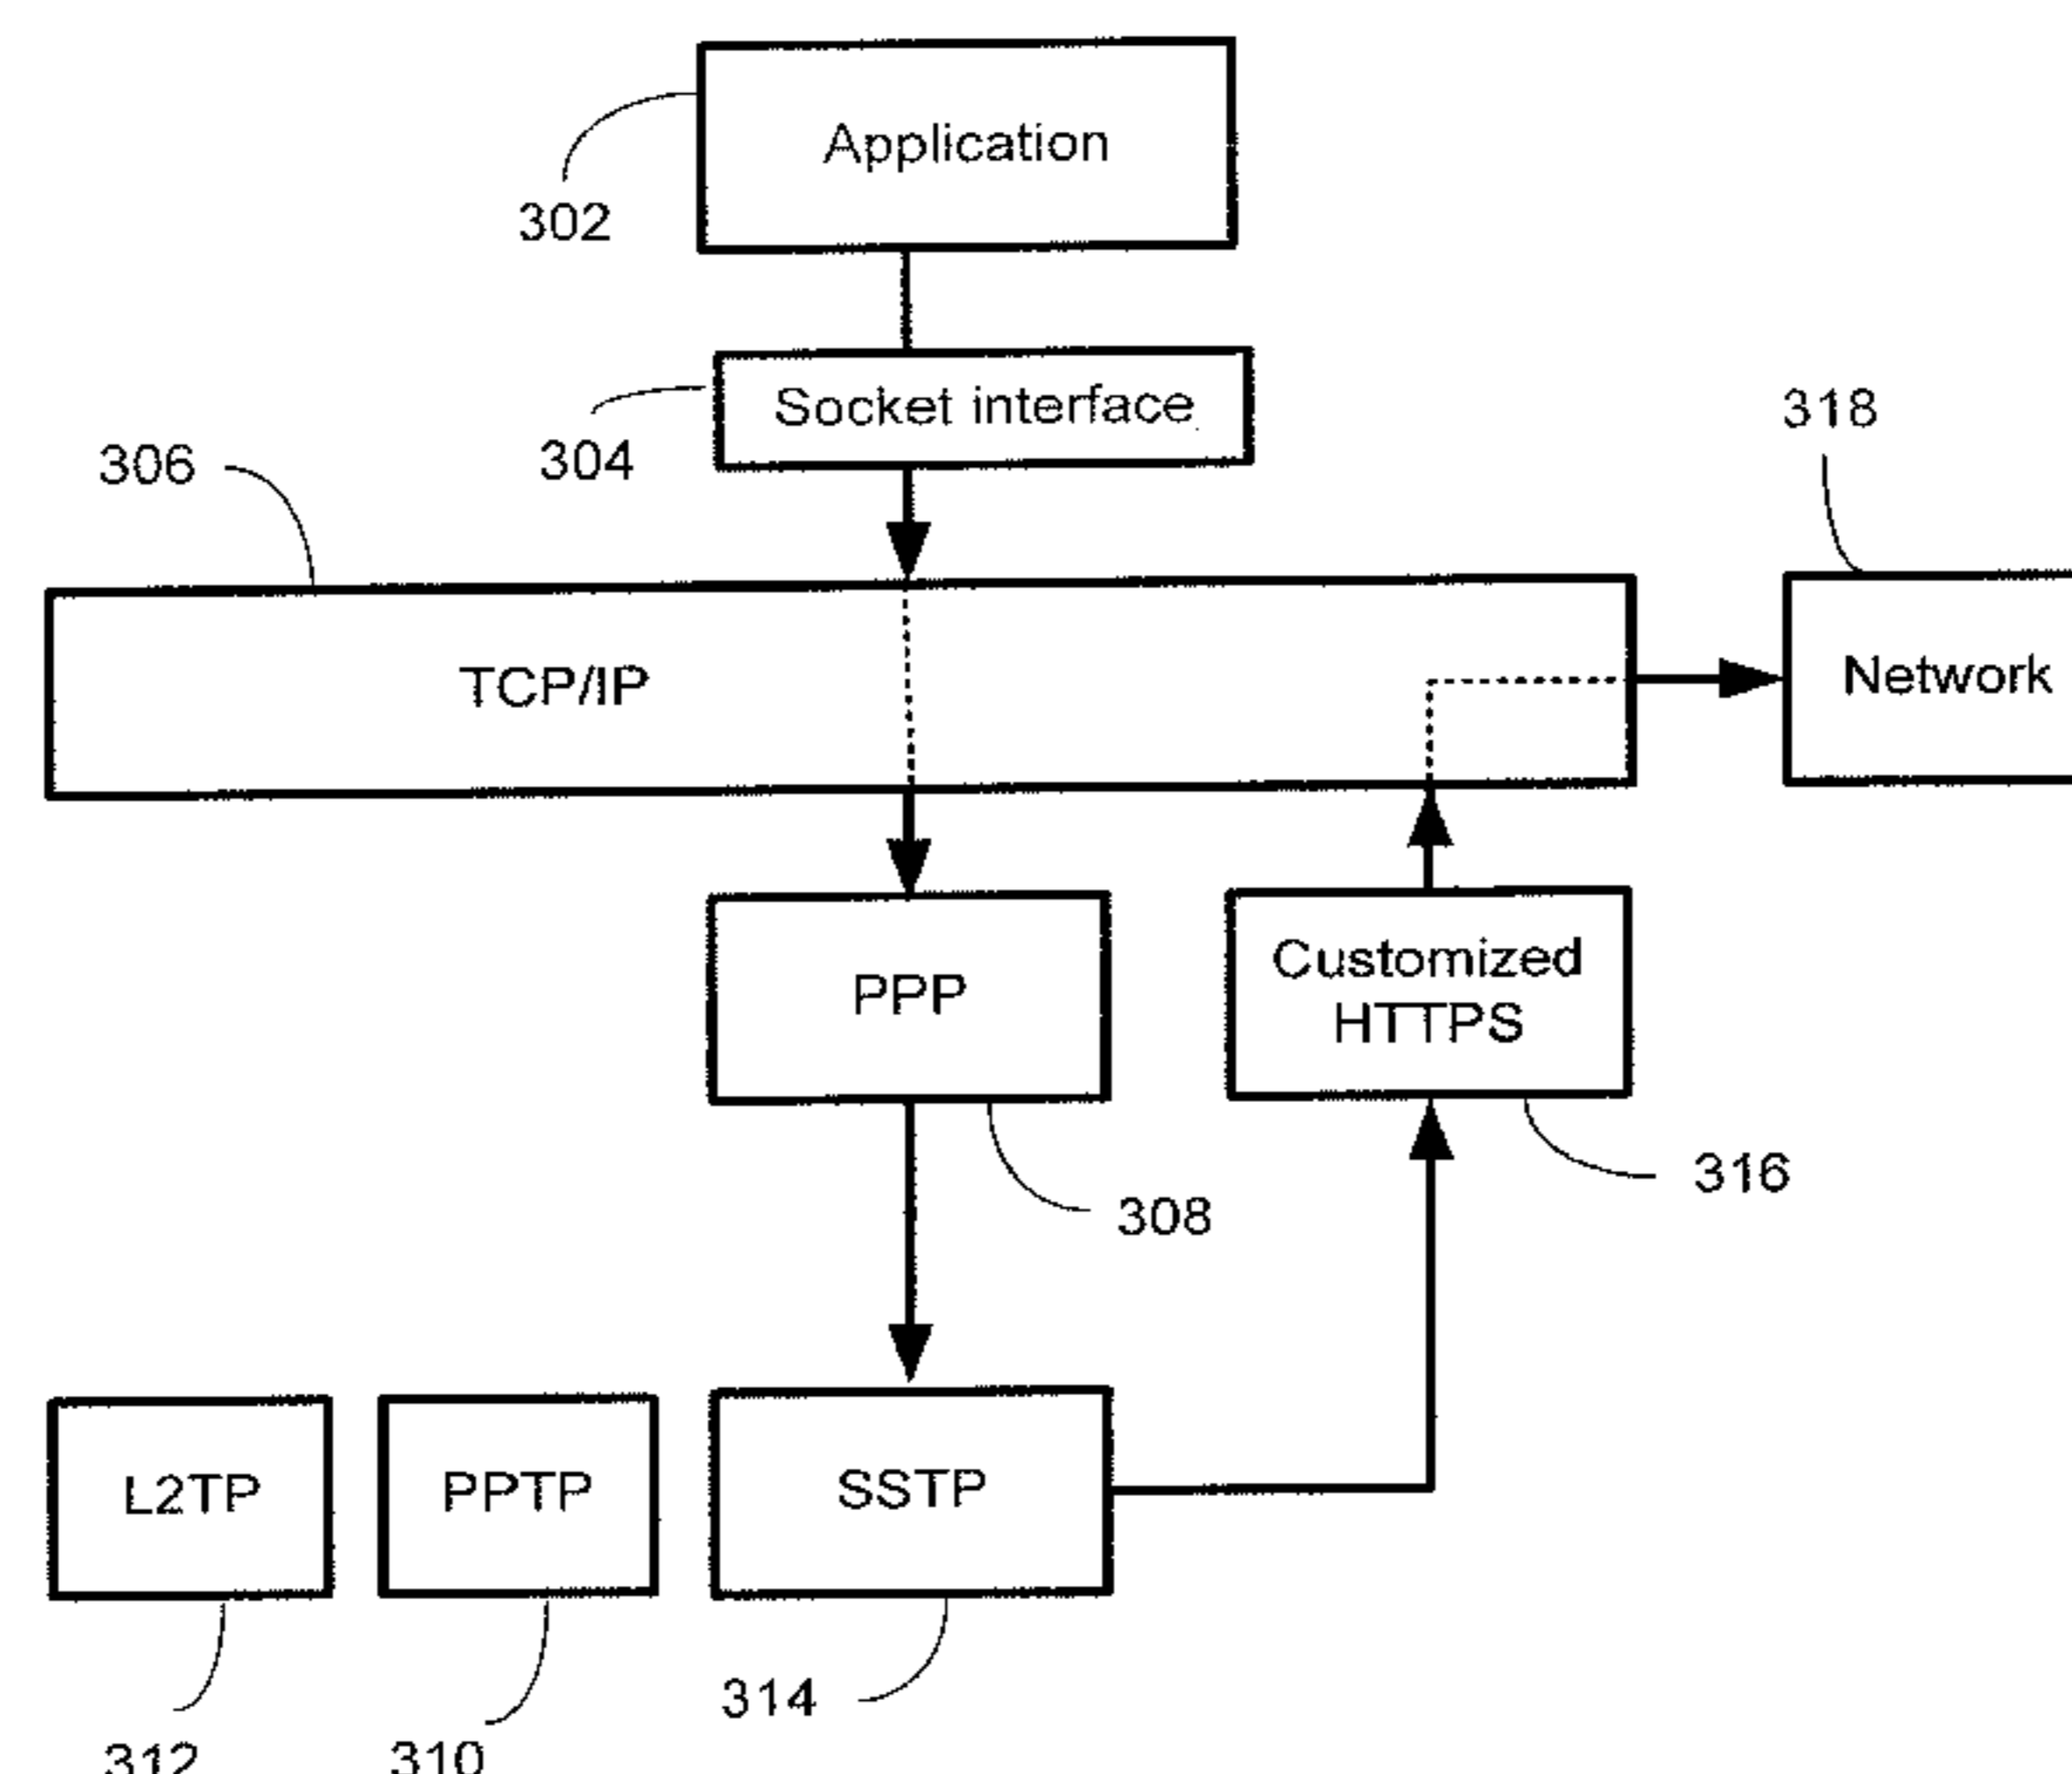 Application
302
Socket interface
304
306
318
TCP/IP
Network
PPP
Customized
HTTPS
308
316
L2TP
PPTP
SSTP
314
312
310